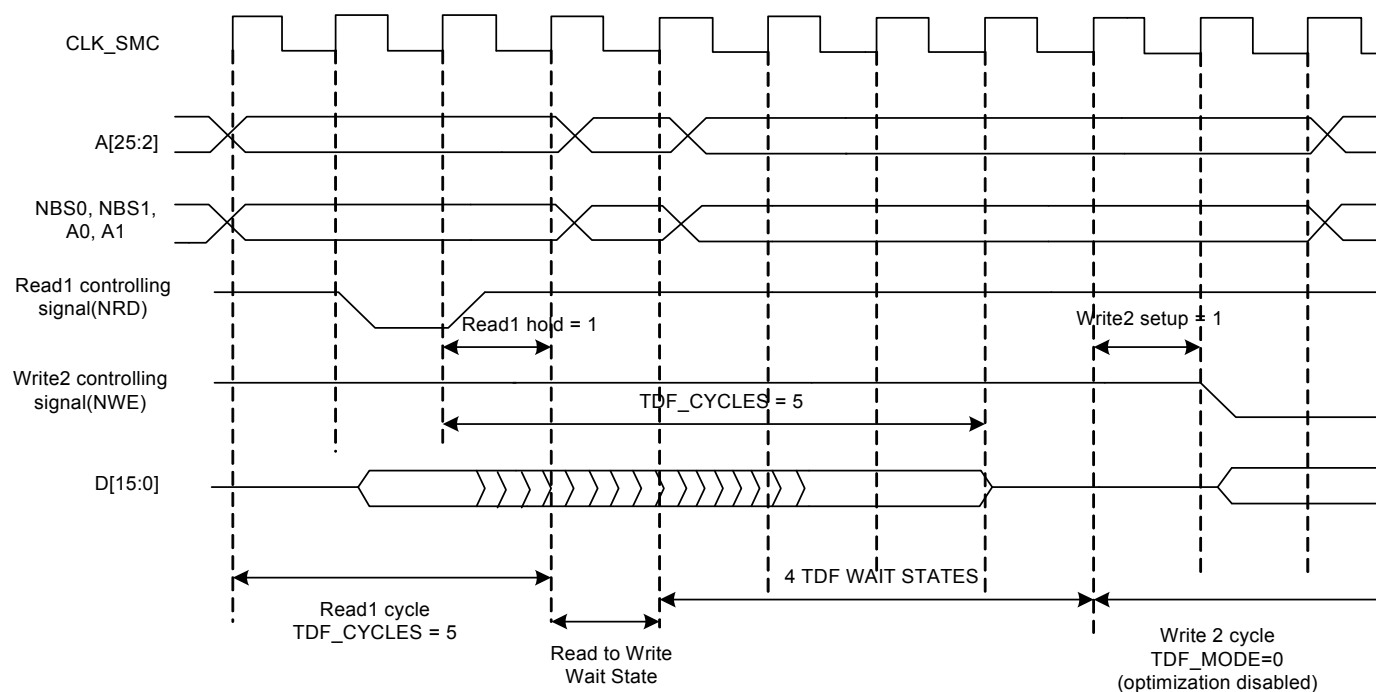 CLK_SMC
A[25:2]
NBS0, NBS1,
A0, A1
Read1 controlling
signal(NRD)
Read1 hold = 1
Write2 setup = 1
Write2 controlling
signal(NWE)
TDF_CYCLES = 5
D[15:0]
4 TDF WAIT STATES
Read1 cycle
TDF_CYCLES = 5
Read to Write
Wait State
Write 2 cycle
TDF_MODE=0
(optimization disabled)